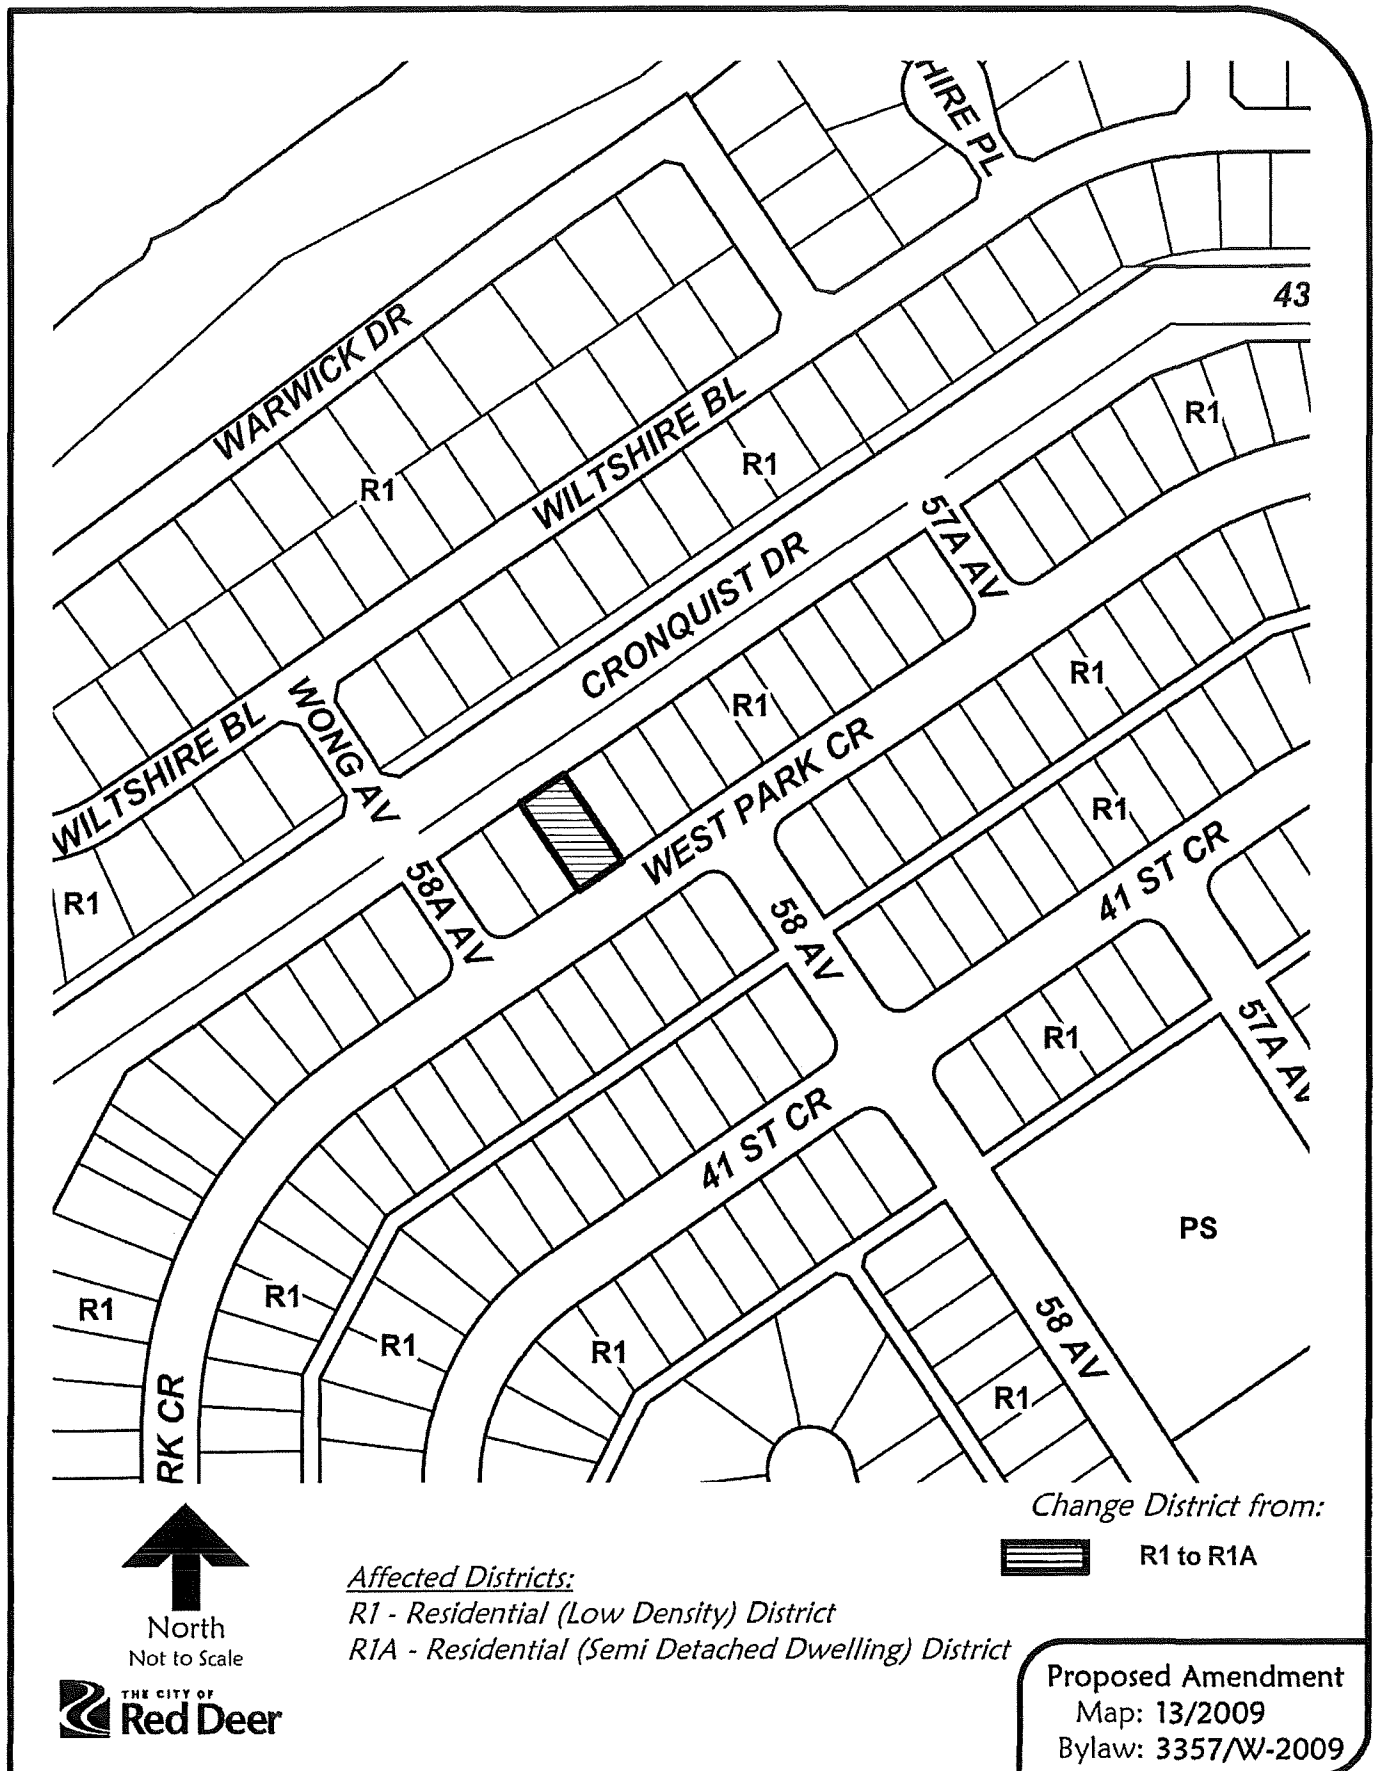 HIRE PL
43
WARWICK DR
R1
WILTSHIRE BL
R1
R1
57A AV
CRONQUIST DR
R1
R1
WONG AV
WILTSHIRE BL
WEST PARK CR
R1
R1
58A AV
58 AV
41 ST CR
R1
57A AV
41 ST CR
PS
R1
R1
R1
R1
58 AV
R1
RK CR
Change District from:
R1 to R1A
North
Not to Scale
Affected Districts:
R1 - Residential (Low Density) District
R1A - Residential (Semi Detached Dwelling) District
THE CITY OF
Red Deer
Proposed Amendment
Map: 13/2009
Bylaw: 3357/W-2009